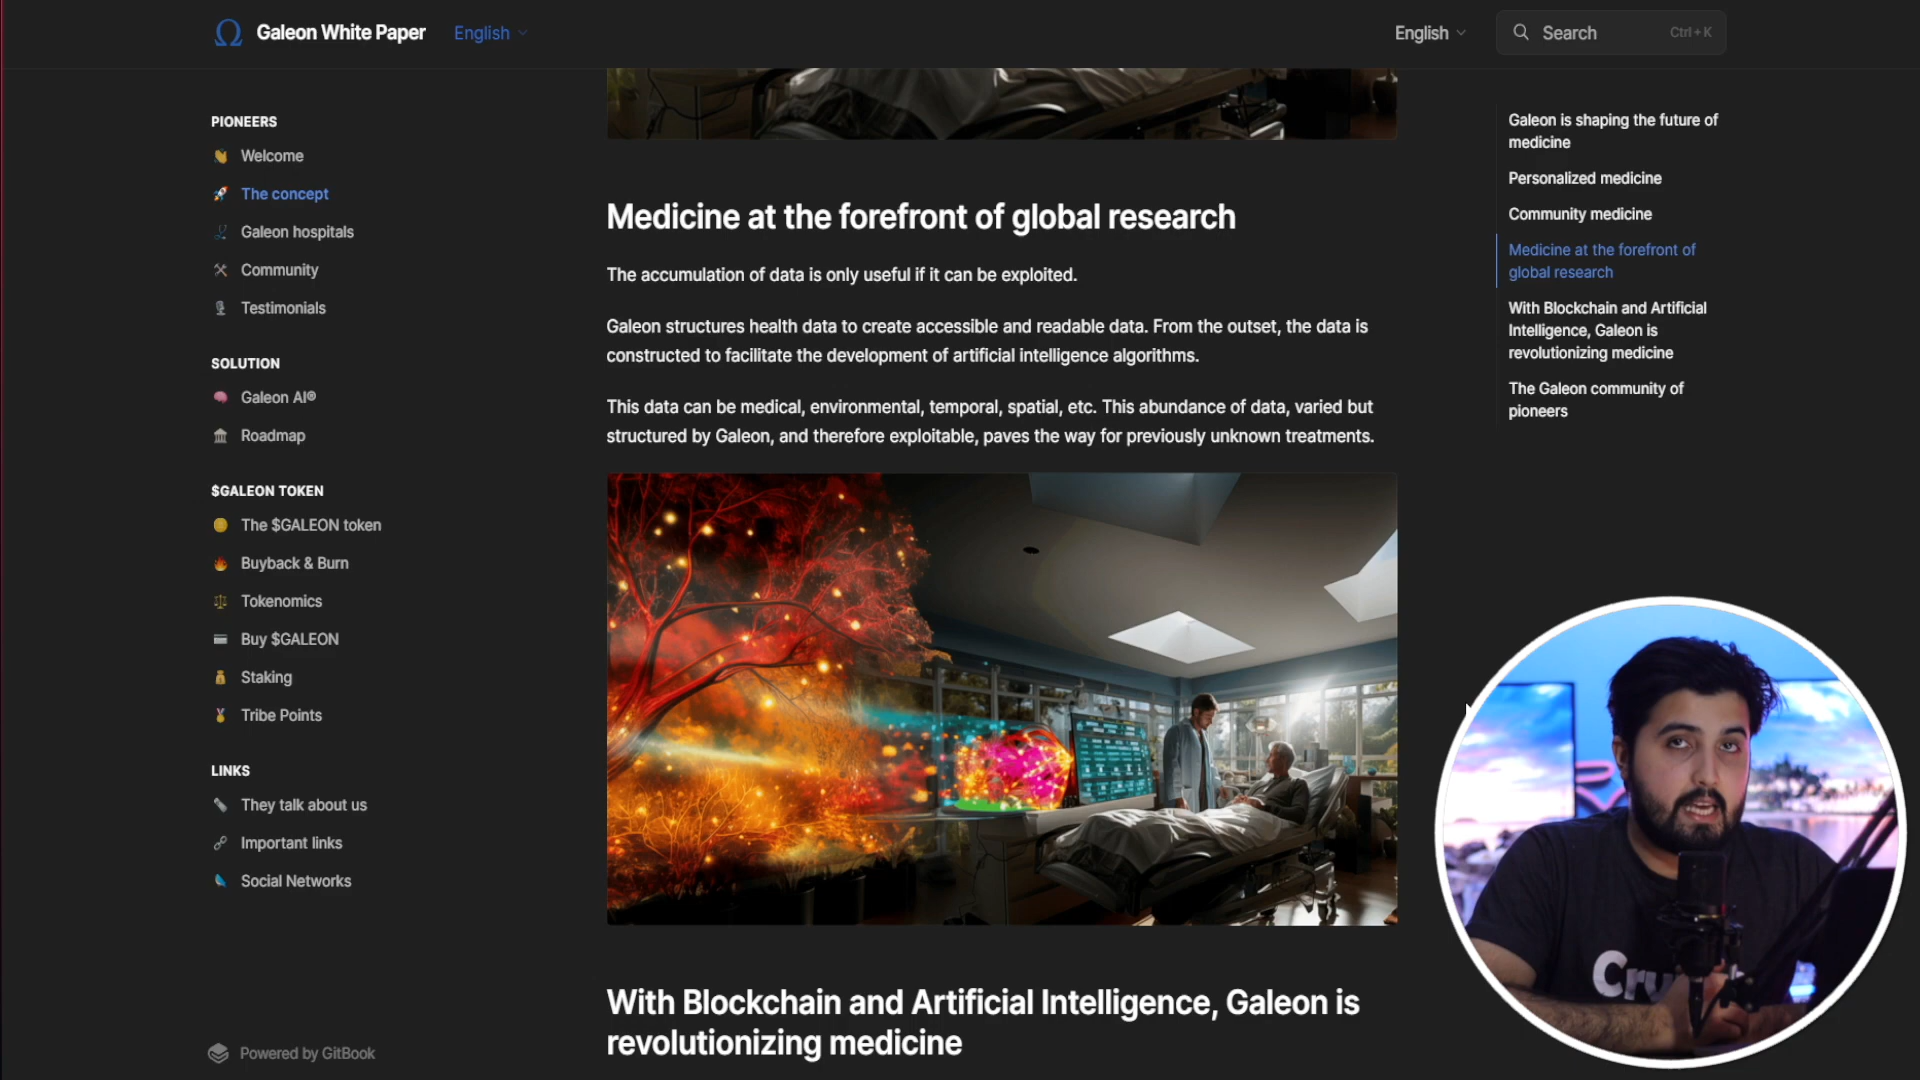 Galeon White Paper
English
English
Search
Ctrl + K
PIONEERS
Welcome
The concept
Galeon hospitals
Community
Testimonials
SOLUTION
Galeon AI®
Roadmap
$GALEON TOKEN
The $GALEON token
Buyback & Burn
Tokenomics
Buy $GALEON
Staking
Tribe Points
LINKS
They talk about us
Important links
Social Networks
Powered by GitBook
Medicine at the forefront of global research
The accumulation of data is only useful if it can be exploited.
Galeon structures health data to create accessible and readable data. From the outset, the data is
constructed to facilitate the development of artificial intelligence algorithms.
This data can be medical, environmental, temporal, spatial, etc. This abundance of data, varied but
structured by Galeon, and therefore exploitable, paves the way for previously unknown treatments.
With Blockchain and Artificial Intelligence, Galeon is
revolutionizing medicine
Galeon is shaping the future of
medicine
Personalized medicine
Community medicine
Medicine at the forefront of
global research
With Blockchain and Artificial
Intelligence, Galeon is
revolutionizing medicine
The Galeon community of
pioneers